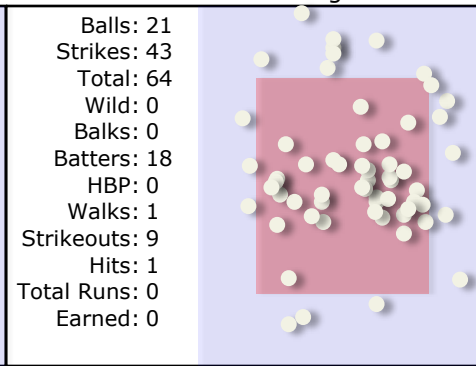 Balls: 21
Strikes: 43
Total: 64
Wild: 0
Balks: 0
Batters: 18
HBP: 0
Walks: 1
Strikeouts: 9
Hits: 1
Total Runs: 0
Earned: 0